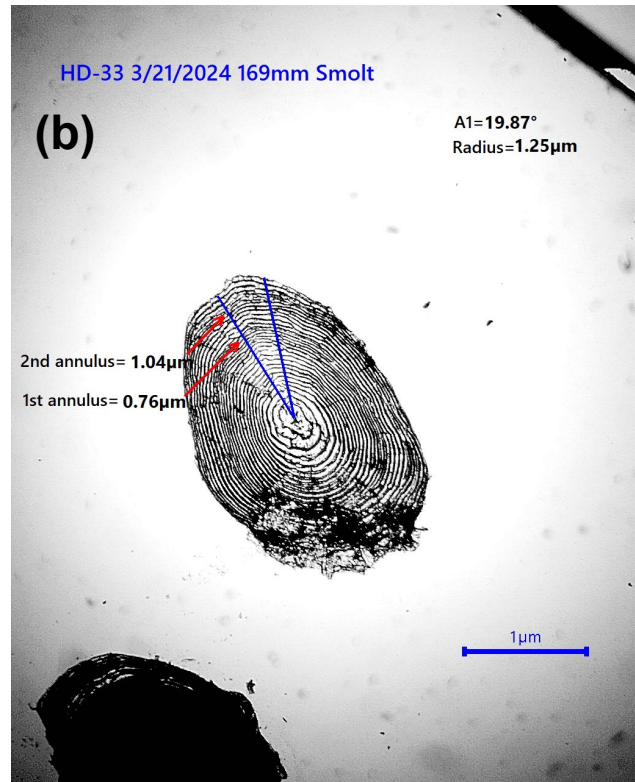 HD-33 3/21/2024 169mm Smolt
(b)
A1=19.87°
Radius=1.25µm
2nd annulus= 1.04µm
1st annulus= 0.76µm
1µm